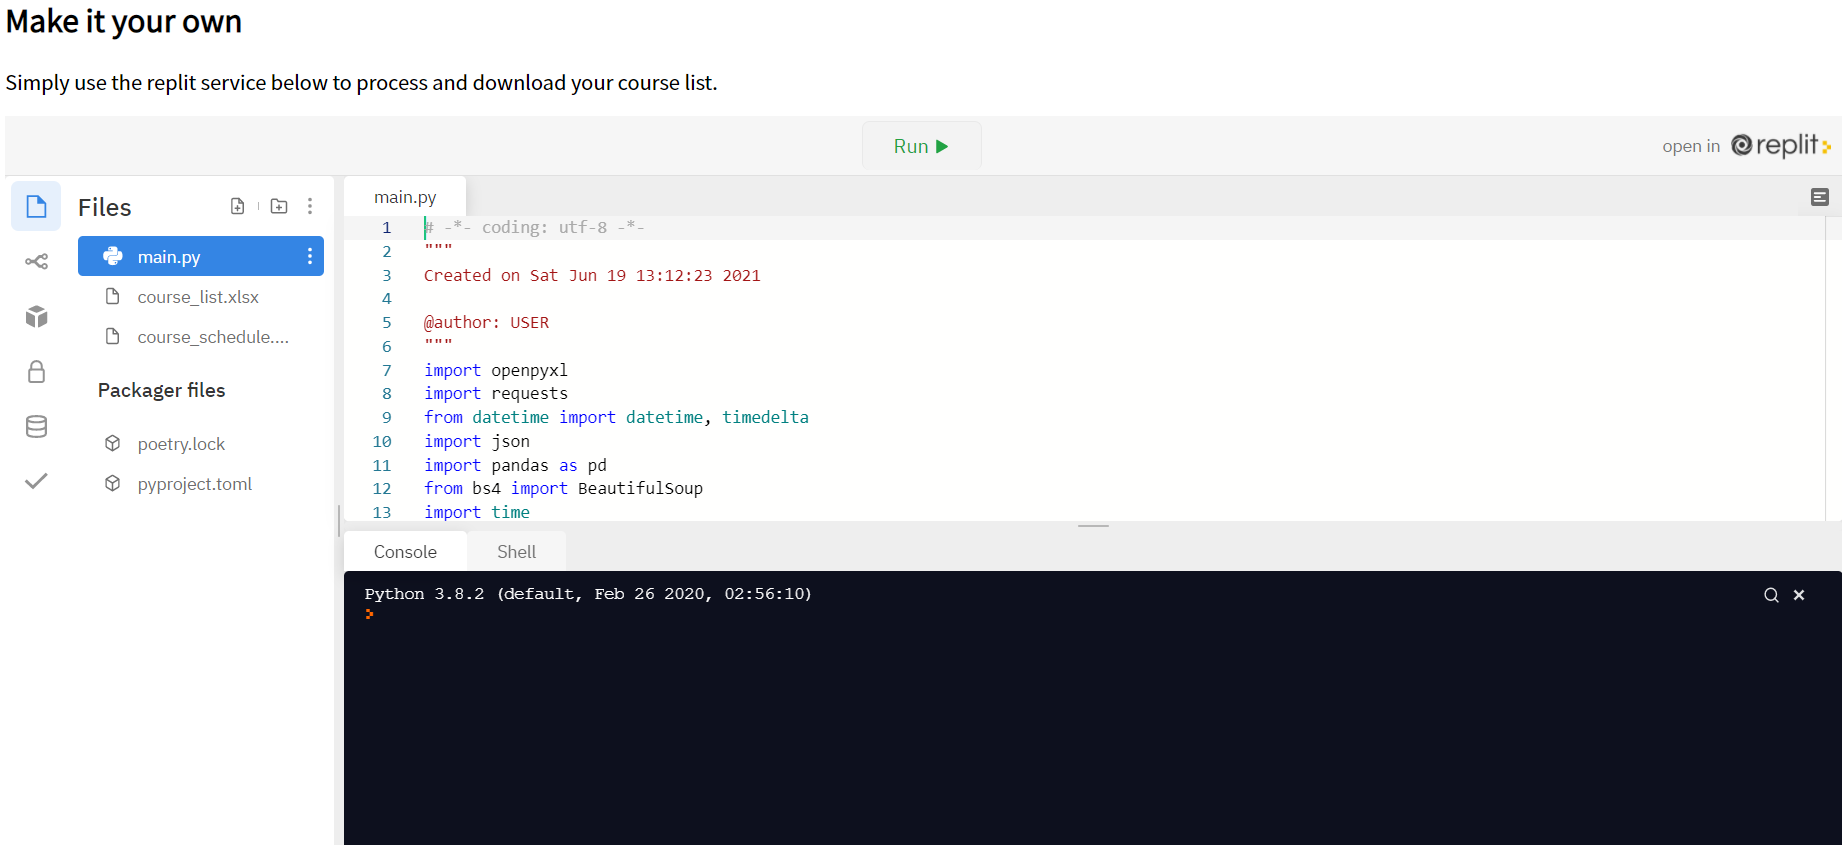 Make it your own
Simply use the replit service below to process and download your course list.
Run
open in replit
Files
main.py
course_list.xlsx
course_schedule....
Packager files
poetry.lock
pyproject.toml
main.py
1 # -*- coding: utf-8 -*-
2 """
3 Created on Sat Jun 19 13:12:23 2021
4
5 @author: USER
6 """
7 import openpyxl
8 import requests
9 from datetime import datetime, timedelta
10 import json
11 import pandas as pd
12 from bs4 import BeautifulSoup
13 import time
Console Shell
Python 3.8.2 (default, Feb 26 2020, 02:56:10)